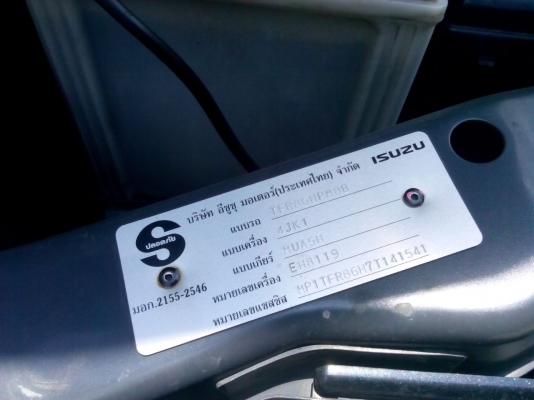 บริษัท อีซูซุ มอเตอร์(ประเทศไทย) จำกัด ISUZU
S
ปลอดภัย
มอก.2155-2546
แบบรถ
แบบเครื่อง 4JK1
แบบเกียร์ MUA5H
หมายเลขเครื่อง EH8119
หมายเลขแชสซิส MP1TFR86H7T141541